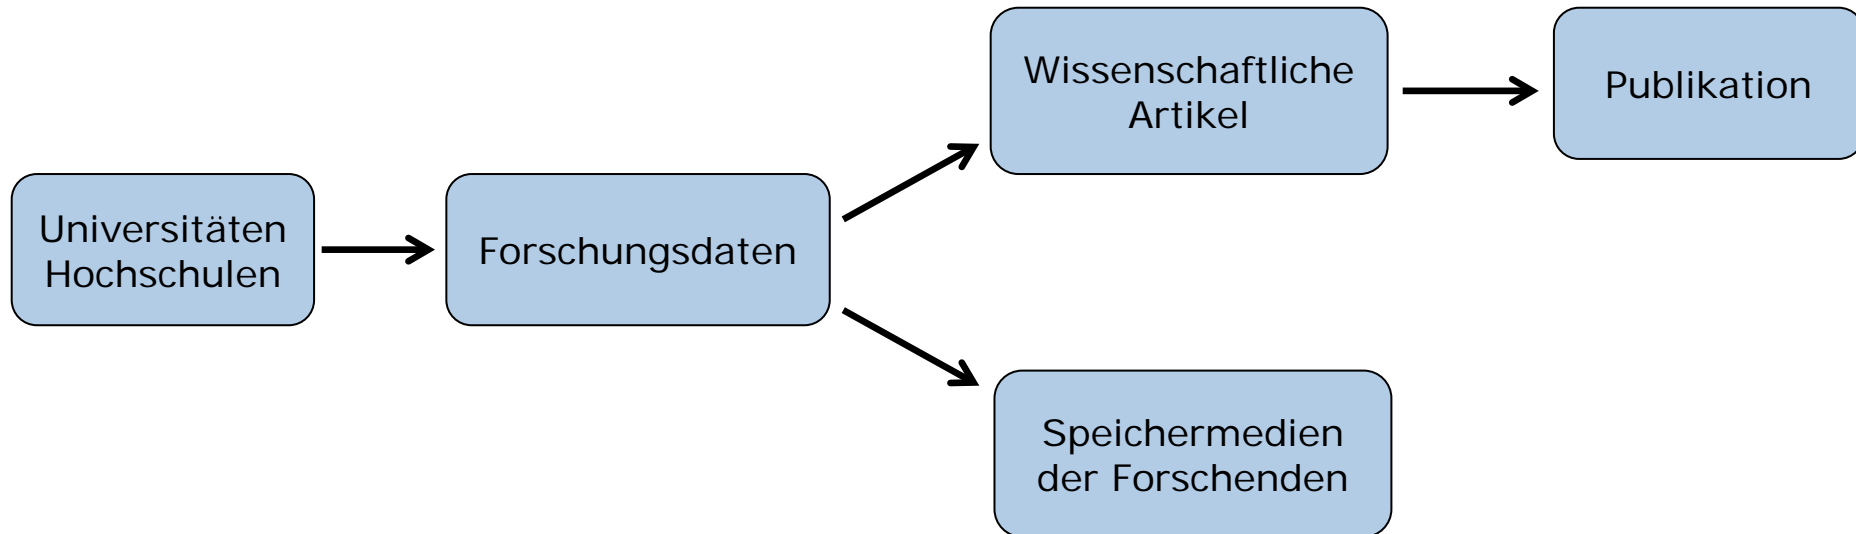 Universitäten
Hochschulen
Forschungsdaten
Wissenschaftliche
Artikel
Publikation
Speichermedien
der Forschenden